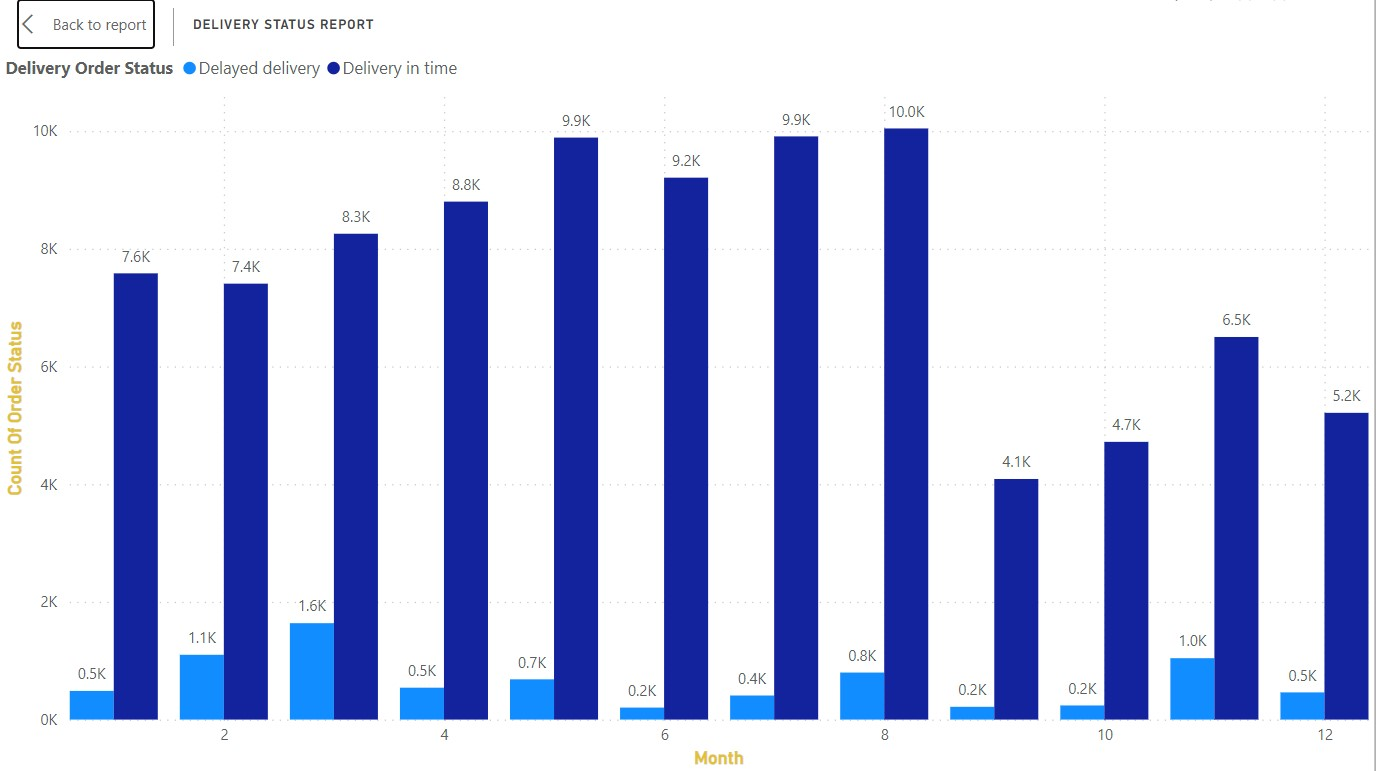 Back to report
DELIVERY STATUS REPORT
Delivery Order Status Delayed delivery Delivery in time
10K
8K
6K
4K
2K
0K
Count Of Order Status
0.5K
7.6K
1.1K
7.4K
1.6K
8.3K
0.5K
8.8K
0.7K
9.9K
0.2K
9.2K
0.4K
9.9K
0.8K
10.0K
0.2K
4.1K
0.2K
4.7K
1.0K
6.5K
0.5K
5.2K
2 4 6 8 10 12
Month